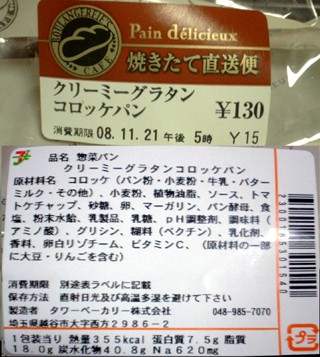 BOULANGERIE'S
CAFE
Pain délicieux
焼きたて直送便
クリーミーグラタン
コロッケパン
¥130
消費期限 08.11.21 午後 5時 Y15
品名 惣菜パン
クリーミーグラタンコロッケパン
原材料名 コロッケ（パン粉・小麦粉・牛乳・バター
ミルク・その他）、小麦粉、植物油脂、ソース、トマ
トケチャップ、砂糖、卵、マーガリン、パン酵母、食
塩、粉末水飴、乳製品、乳糖、pH調整剤、調味料（
アミノ酸）、グリシン、糊料（ペクチン）、乳化剤、
香料、卵白リゾチーム、ビタミンC、（原材料の一部
に大豆・りんごを含む）
消費期限 別途表ラベルに記載
保存方法 直射日光及び高温多湿を避けてください
製造者 タワーベーカリー株式会社 048-985-7070
埼玉県越谷市大字西方2986-2
1包装当り 熱量355kcal 蛋白質7.5g 脂質
18.0g 炭水化物40.8g Na620mg